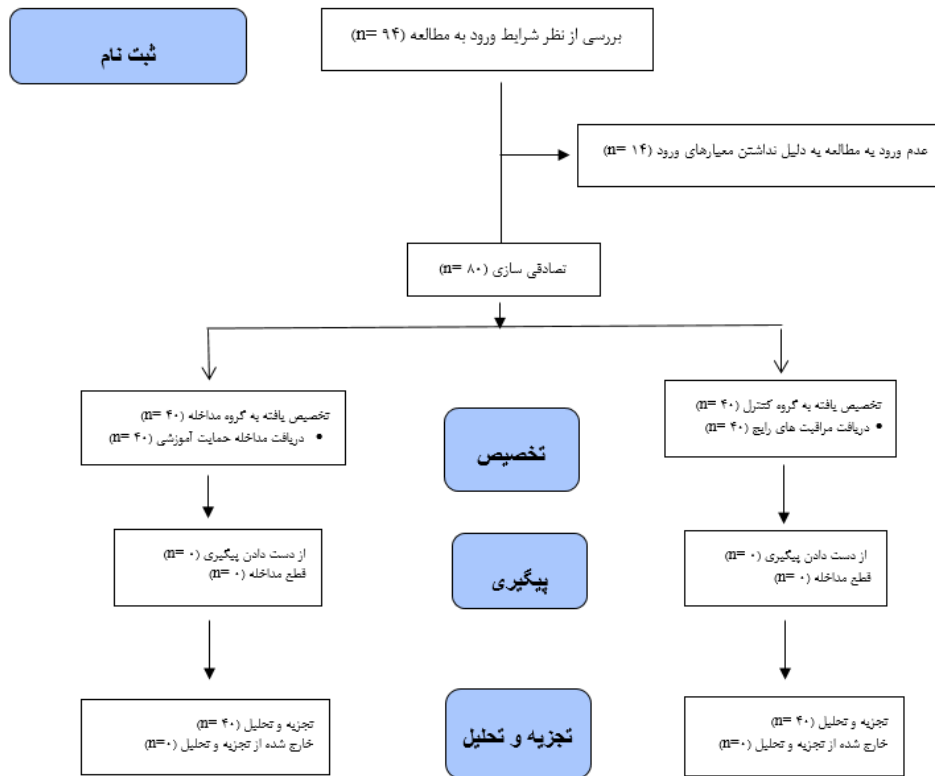 ثبت نام
بررسی از نظر شرایط ورود به مطالعه (n= ۹۴)
عدم ورود به مطالعه به دلیل نداشتن معیارهای ورود (n= ۱۴)
تصادقی سازی (n= ۸۰)
تخصیص یافته به گروه کنترل (n= ۴۰)
• دریافت مراقبت های رایج (n= ۴۰)
تخصیص یافته به گروه مداخله (n= ۴۰)
• دریافت مداخله حمایت آموزشی (n= ۴۰)
تخصیص
از دست دادن پیگیری (n= ۰)
قطع مداخله (n= ۰)
پیگیری
از دست دادن پیگیری (n= ۰)
قطع مداخله (n= ۰)
تجزیه و تحلیل (n= ۴۰)
خارج شده از تجزیه و تحلیل (n=۰)
تجزیه و تحلیل
تجزیه و تحلیل (n= ۴۰)
خارج شده از تجزیه و تحلیل (n=۰)